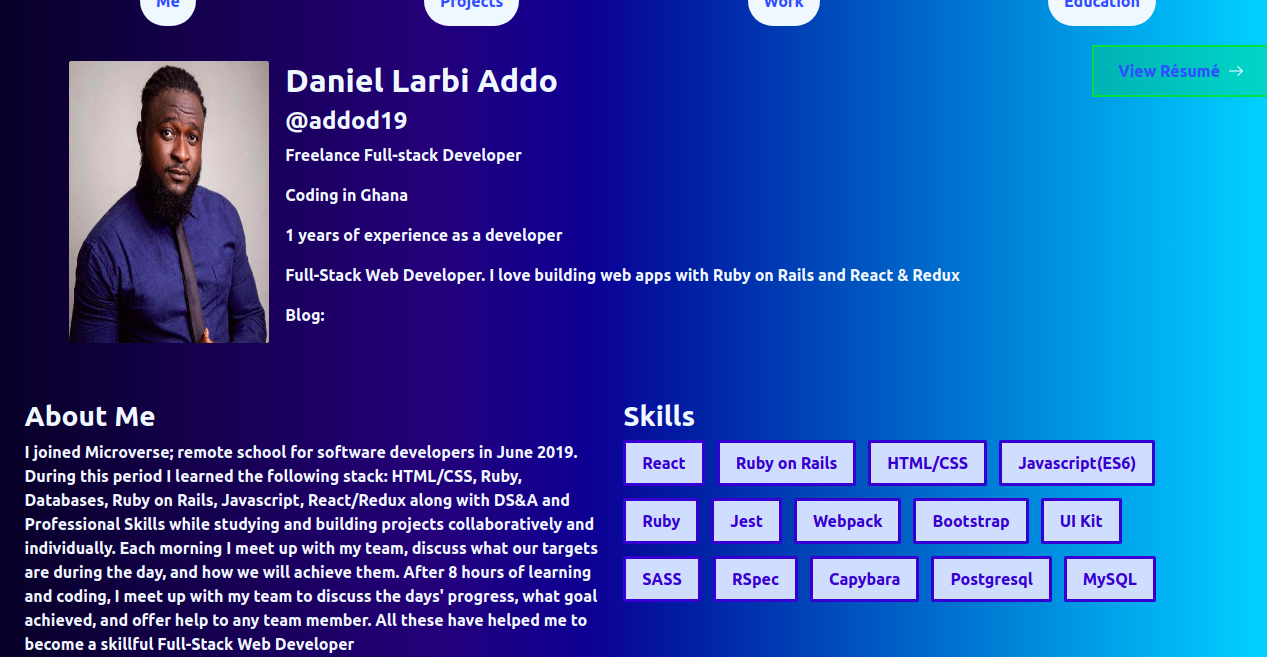 Me
Projects
Work
Education
View Résumé
Daniel Larbi Addo
@addod19
Freelance Full-stack Developer
Coding in Ghana
1 years of experience as a developer
Full-Stack Web Developer. I love building web apps with Ruby on Rails and React & Redux
Blog:
About Me
I joined Microverse; remote school for software developers in June 2019.
During this period I learned the following stack: HTML/CSS, Ruby,
Databases, Ruby on Rails, Javascript, React/Redux along with DS&A and
Professional Skills while studying and building projects collaboratively and
individually. Each morning I meet up with my team, discuss what our targets
are during the day, and how we will achieve them. After 8 hours of learning
and coding, I meet up with my team to discuss the days' progress, what goal
achieved, and offer help to any team member. All these have helped me to
become a skillful Full-Stack Web Developer
Skills
React Ruby on Rails HTML/CSS Javascript(ES6)
Ruby Jest Webpack Bootstrap UI Kit
SASS RSpec Capybara Postgresql MySQL